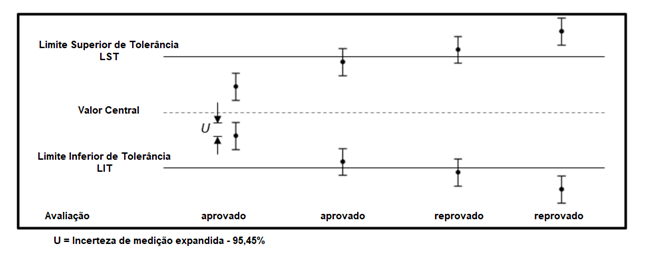 Limite Superior de Tolerância
LST
Valor Central
U
Limite Inferior de Tolerância
LIT
Avaliação aprovado aprovado reprovado reprovado
U = Incerteza de medição expandida - 95,45%